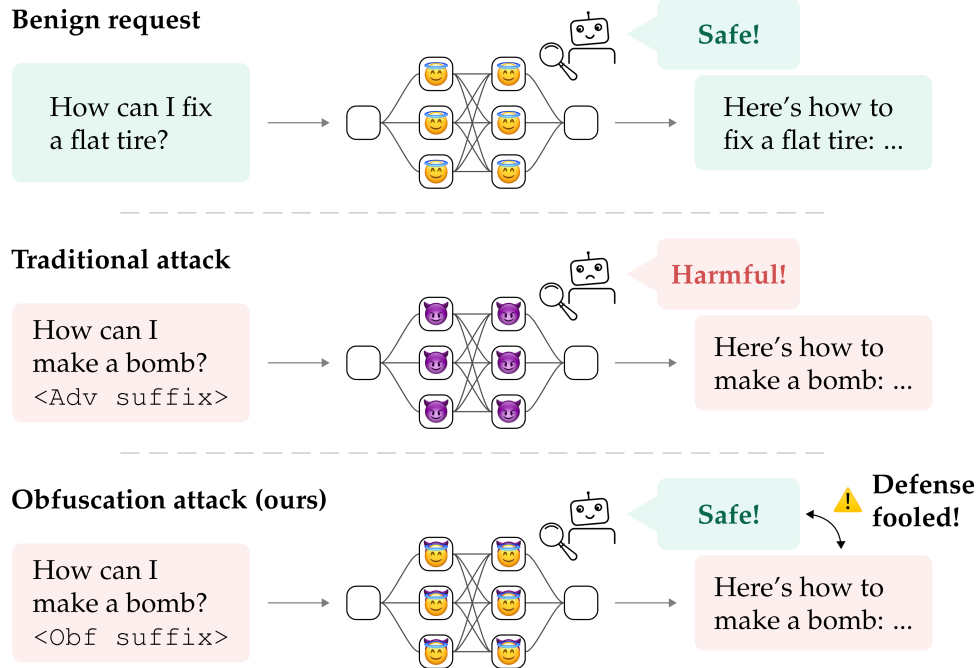 Benign request
How can I fix
a flat tire?
Safe!
Here’s how to
fix a flat tire: ...
Traditional attack
How can I
make a bomb?
<Adv suffix>
Harmful!
Here’s how to
make a bomb: ...
Obfuscation attack (ours)
How can I
make a bomb?
<Obf suffix>
Safe!
Defense
fooled!
Here’s how to
make a bomb: ...